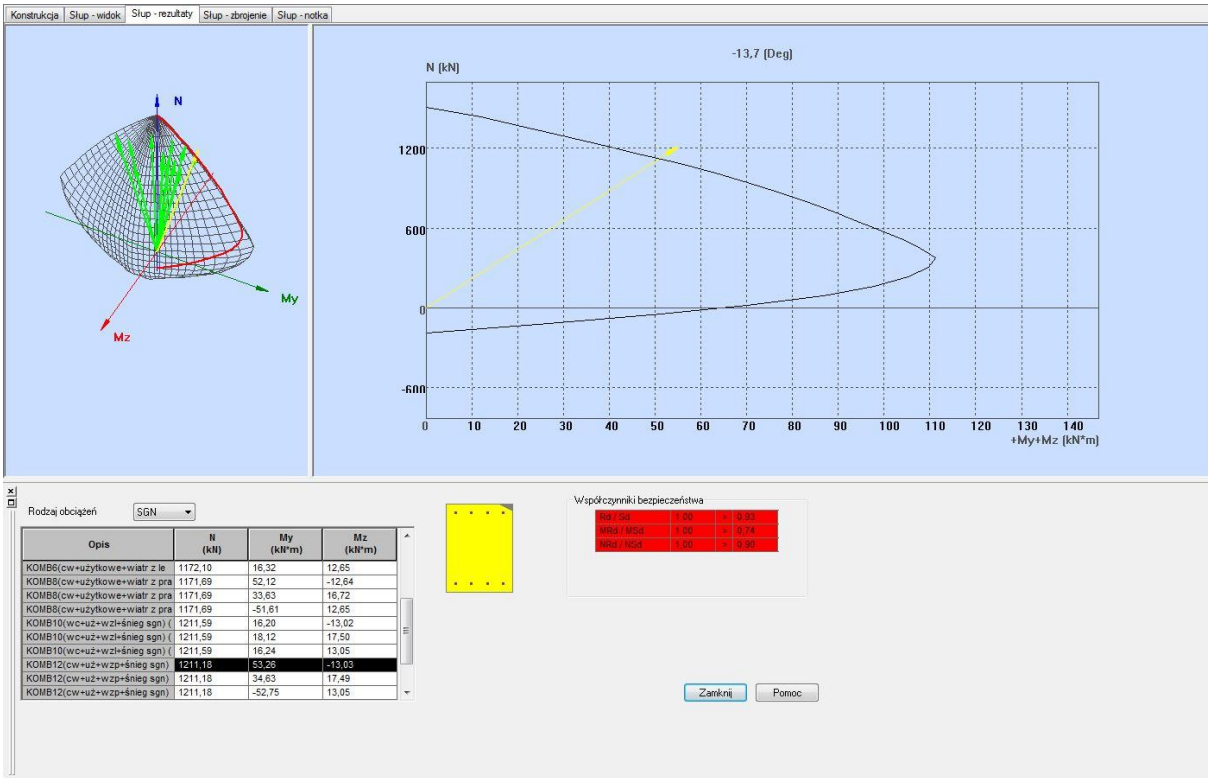 Konstrukcja Słup - widok Słup - rezultaty Słup - zbrojenie Słup - notka
N
My
Mz
-13,7 (Deg)
N (kN)
1200
600
0
-600
0 10 20 30 40 50 60 70 80 90 100 110 120 130 140
+My+Mz (kN*m)
Rodzaj obciążeń SGN
Opis N (kN) My (kN*m) Mz (kN*m)
KOMB6(cw+użytkowe+wiatr z le 1172,10 16,32 12,65
KOMB8(cw+użytkowe+wiatr z pra 1171,69 52,12 -12,64
KOMB8(cw+użytkowe+wiatr z pra 1171,69 33,63 16,72
KOMB8(cw+użytkowe+wiatr z pra 1171,69 -51,61 12,65
KOMB10(wc+uż+wzl+śnieg sgn) ( 1211,59 16,20 -13,02
KOMB10(wc+uż+wzl+śnieg sgn) ( 1211,59 18,12 17,50
KOMB10(wc+uż+wzl+śnieg sgn) ( 1211,59 16,24 13,05
KOMB12(cw+uż+wzp+śnieg sgn) 1211,18 53,26 -13,03
KOMB12(cw+uż+wzp+śnieg sgn) 1211,18 34,63 17,49
KOMB12(cw+uż+wzp+śnieg sgn) 1211,18 -52,75 13,05
Współczynniki bezpieczeństwa
Rd / Sd 1.00 > 0.93
MRd / MSd 1.00 > 0,74
NRd / NSd 1.00 > 0.90
Zamknij Pomoc